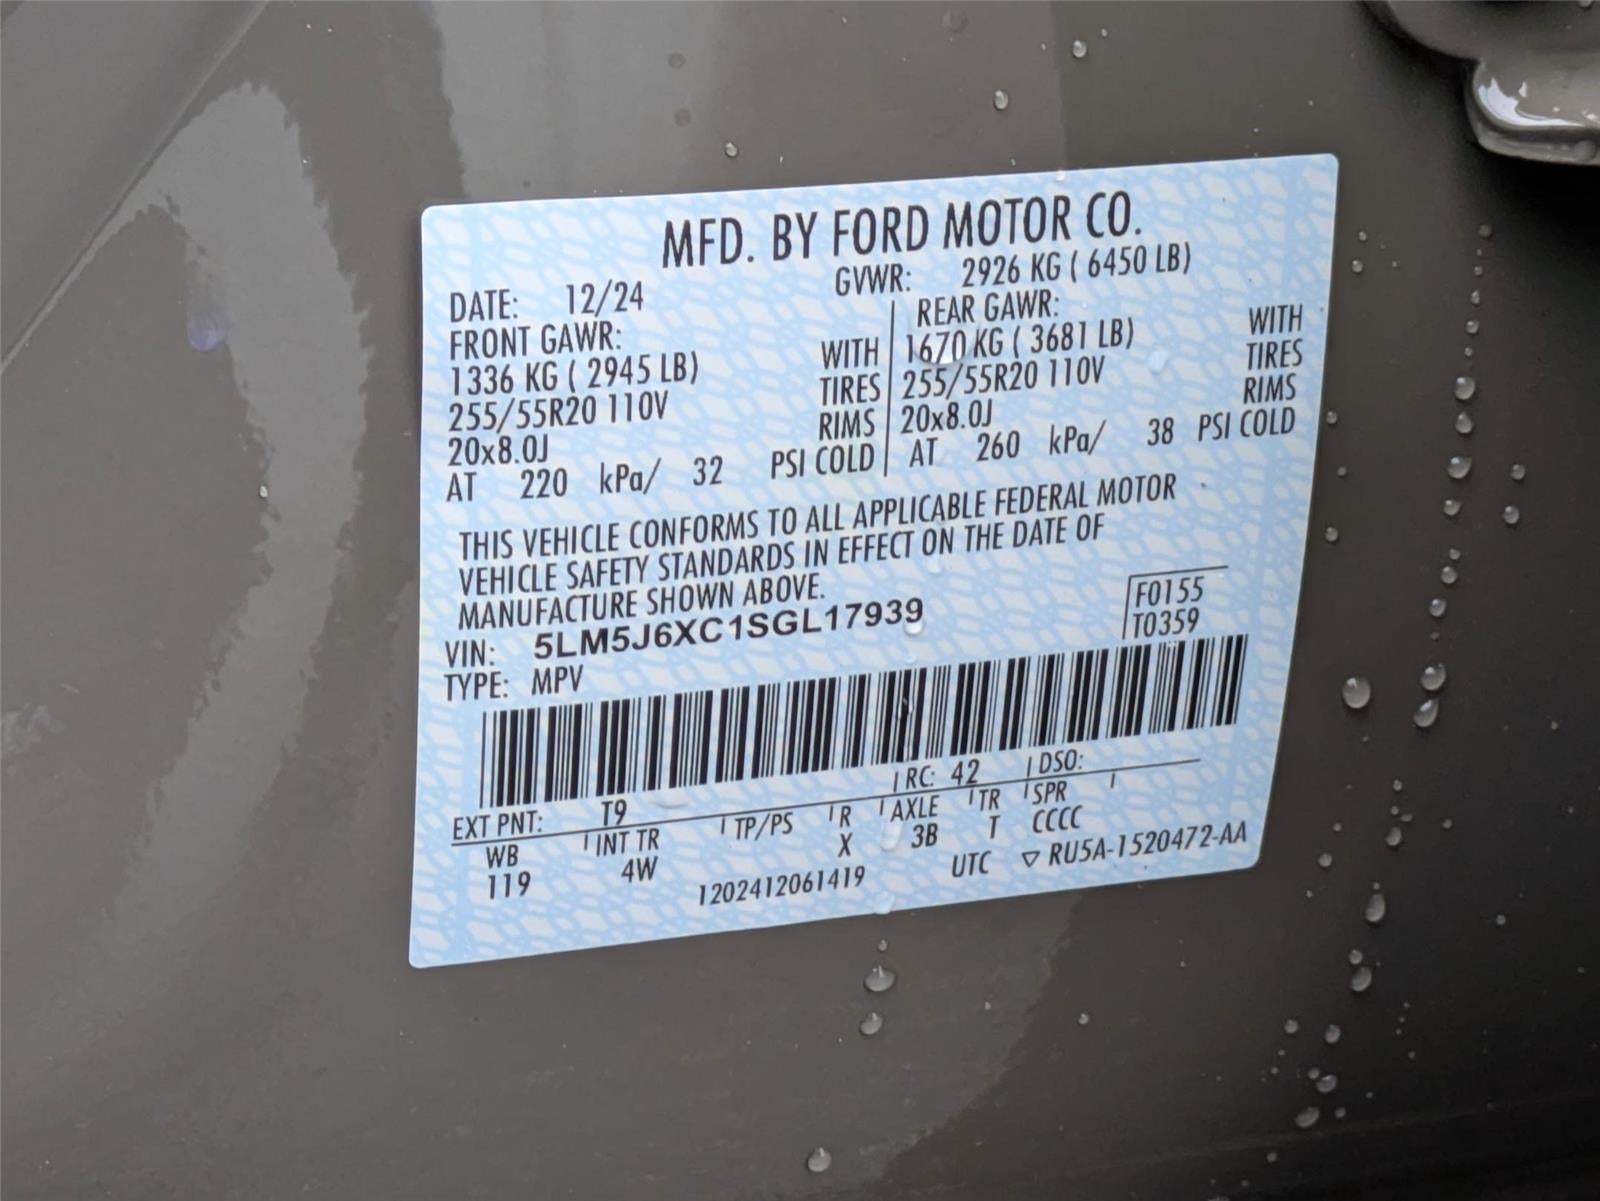 MFD. BY FORD MOTOR CO.
DATE: 12/24 GVWR: 2926 KG ( 6450 LB)
FRONT GAWR: REAR GAWR:
1336 KG ( 2945 LB) WITH 1670 KG ( 3681 LB) WITH
255/55R20 110V TIRES 255/55R20 110V TIRES
20x8.0J RIMS 20x8.0J RIMS
AT 220 kPa/ 32 PSI COLD AT 260 kPa/ 38 PSI COLD
THIS VEHICLE CONFORMS TO ALL APPLICABLE FEDERAL MOTOR
VEHICLE SAFETY STANDARDS IN EFFECT ON THE DATE OF
MANUFACTURE SHOWN ABOVE.
VIN: 5LM5J6XC1SGL17939 F0155
TYPE: MPV T0359
EXT PNT: T9 RC: 42 DSO:
WB INT TR TP/PS R AXLE TR SPR
119 4W X 3B T CCCC
1202412061419 UTC ▽ RU5A-1520472-AA